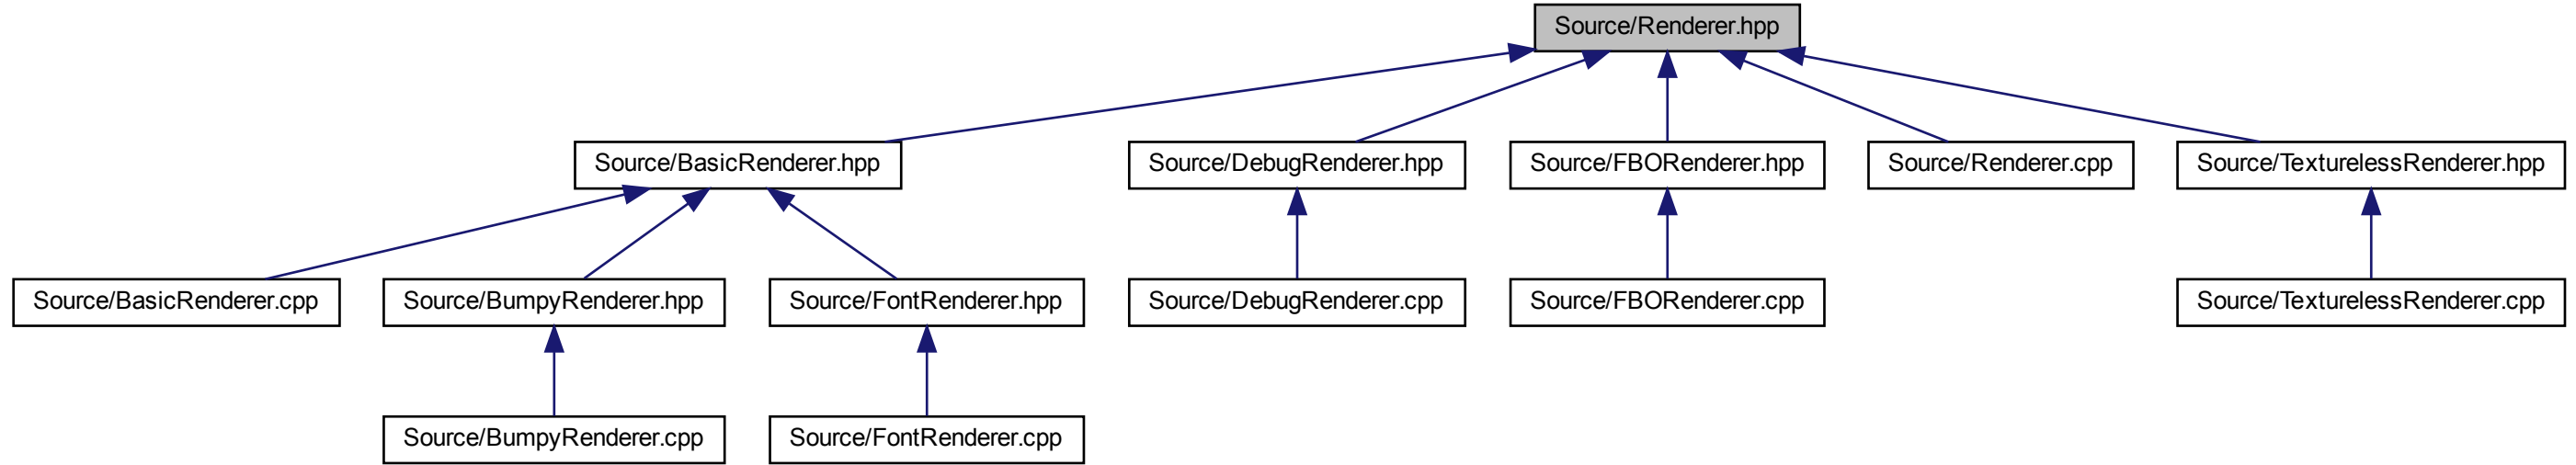 Source/Renderer.hpp
Source/BasicRenderer.hpp
Source/DebugRenderer.hpp
Source/FBORenderer.hpp
Source/Renderer.cpp
Source/TexturelessRenderer.hpp
Source/BasicRenderer.cpp
Source/BumpyRenderer.hpp
Source/FontRenderer.hpp
Source/DebugRenderer.cpp
Source/FBORenderer.cpp
Source/TexturelessRenderer.cpp
Source/BumpyRenderer.cpp
Source/FontRenderer.cpp